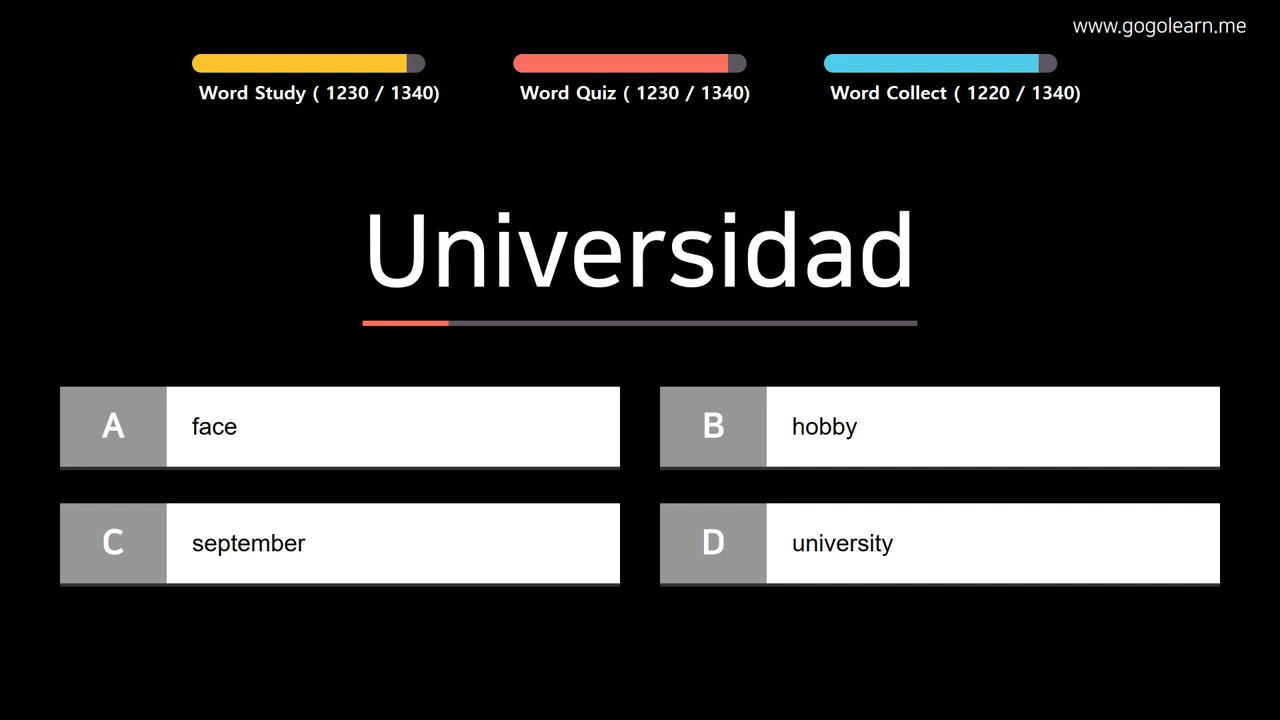 www.gogolearn.me
Word Study ( 1230 / 1340)
Word Quiz ( 1230 / 1340)
Word Collect ( 1220 / 1340)
Universidad
A face
B hobby
C september
D university